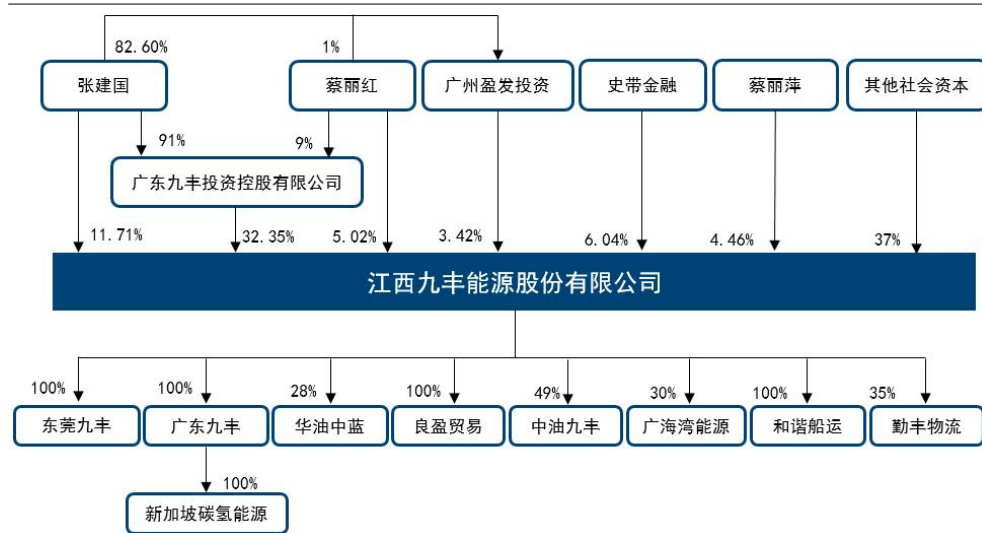 82.60%
1%
张建国
蔡丽红
广州盈发投资
史带金融
蔡丽萍
其他社会资本
91%
9%
广东九丰投资控股有限公司
11.71%
32.35%
5.02%
3.42%
6.04%
4.46%
37%
江西九丰能源股份有限公司
100%
100%
28%
100%
49%
30%
100%
35%
东莞九丰
广东九丰
华油中蓝
良盈贸易
中油九丰
广海湾能源
和谐船运
勤丰物流
100%
新加坡碳氢能源